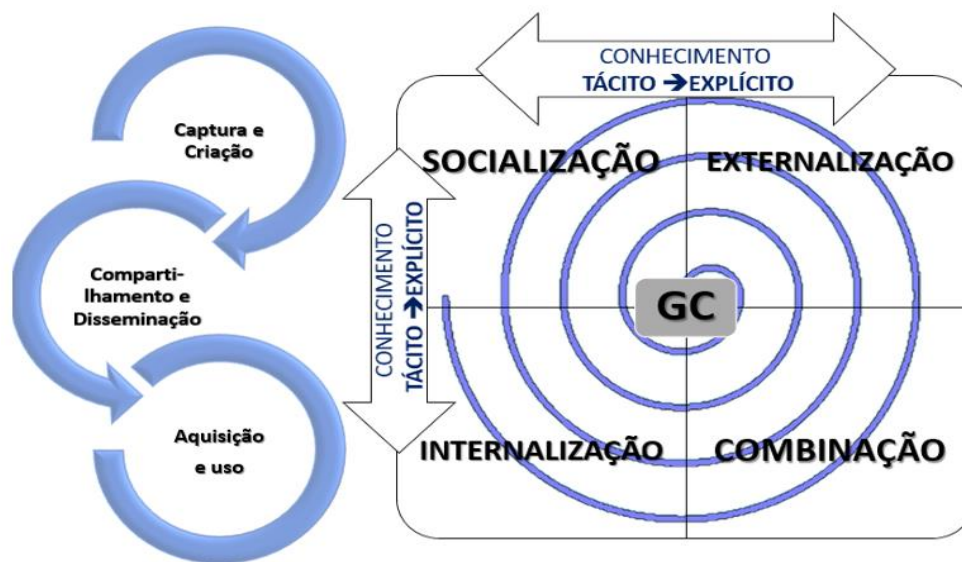 Captura e
Criação
Comparti-
lhamento e
Disseminação
Aquisição
e uso
CONHECIMENTO
TÁCITO ➔EXPLÍCITO
CONHECIMENTO
TÁCITO ➔EXPLÍCITO
SOCIALIZAÇÃO
EXTERNALIZAÇÃO
GC
INTERNALIZAÇÃO
COMBINAÇÃO